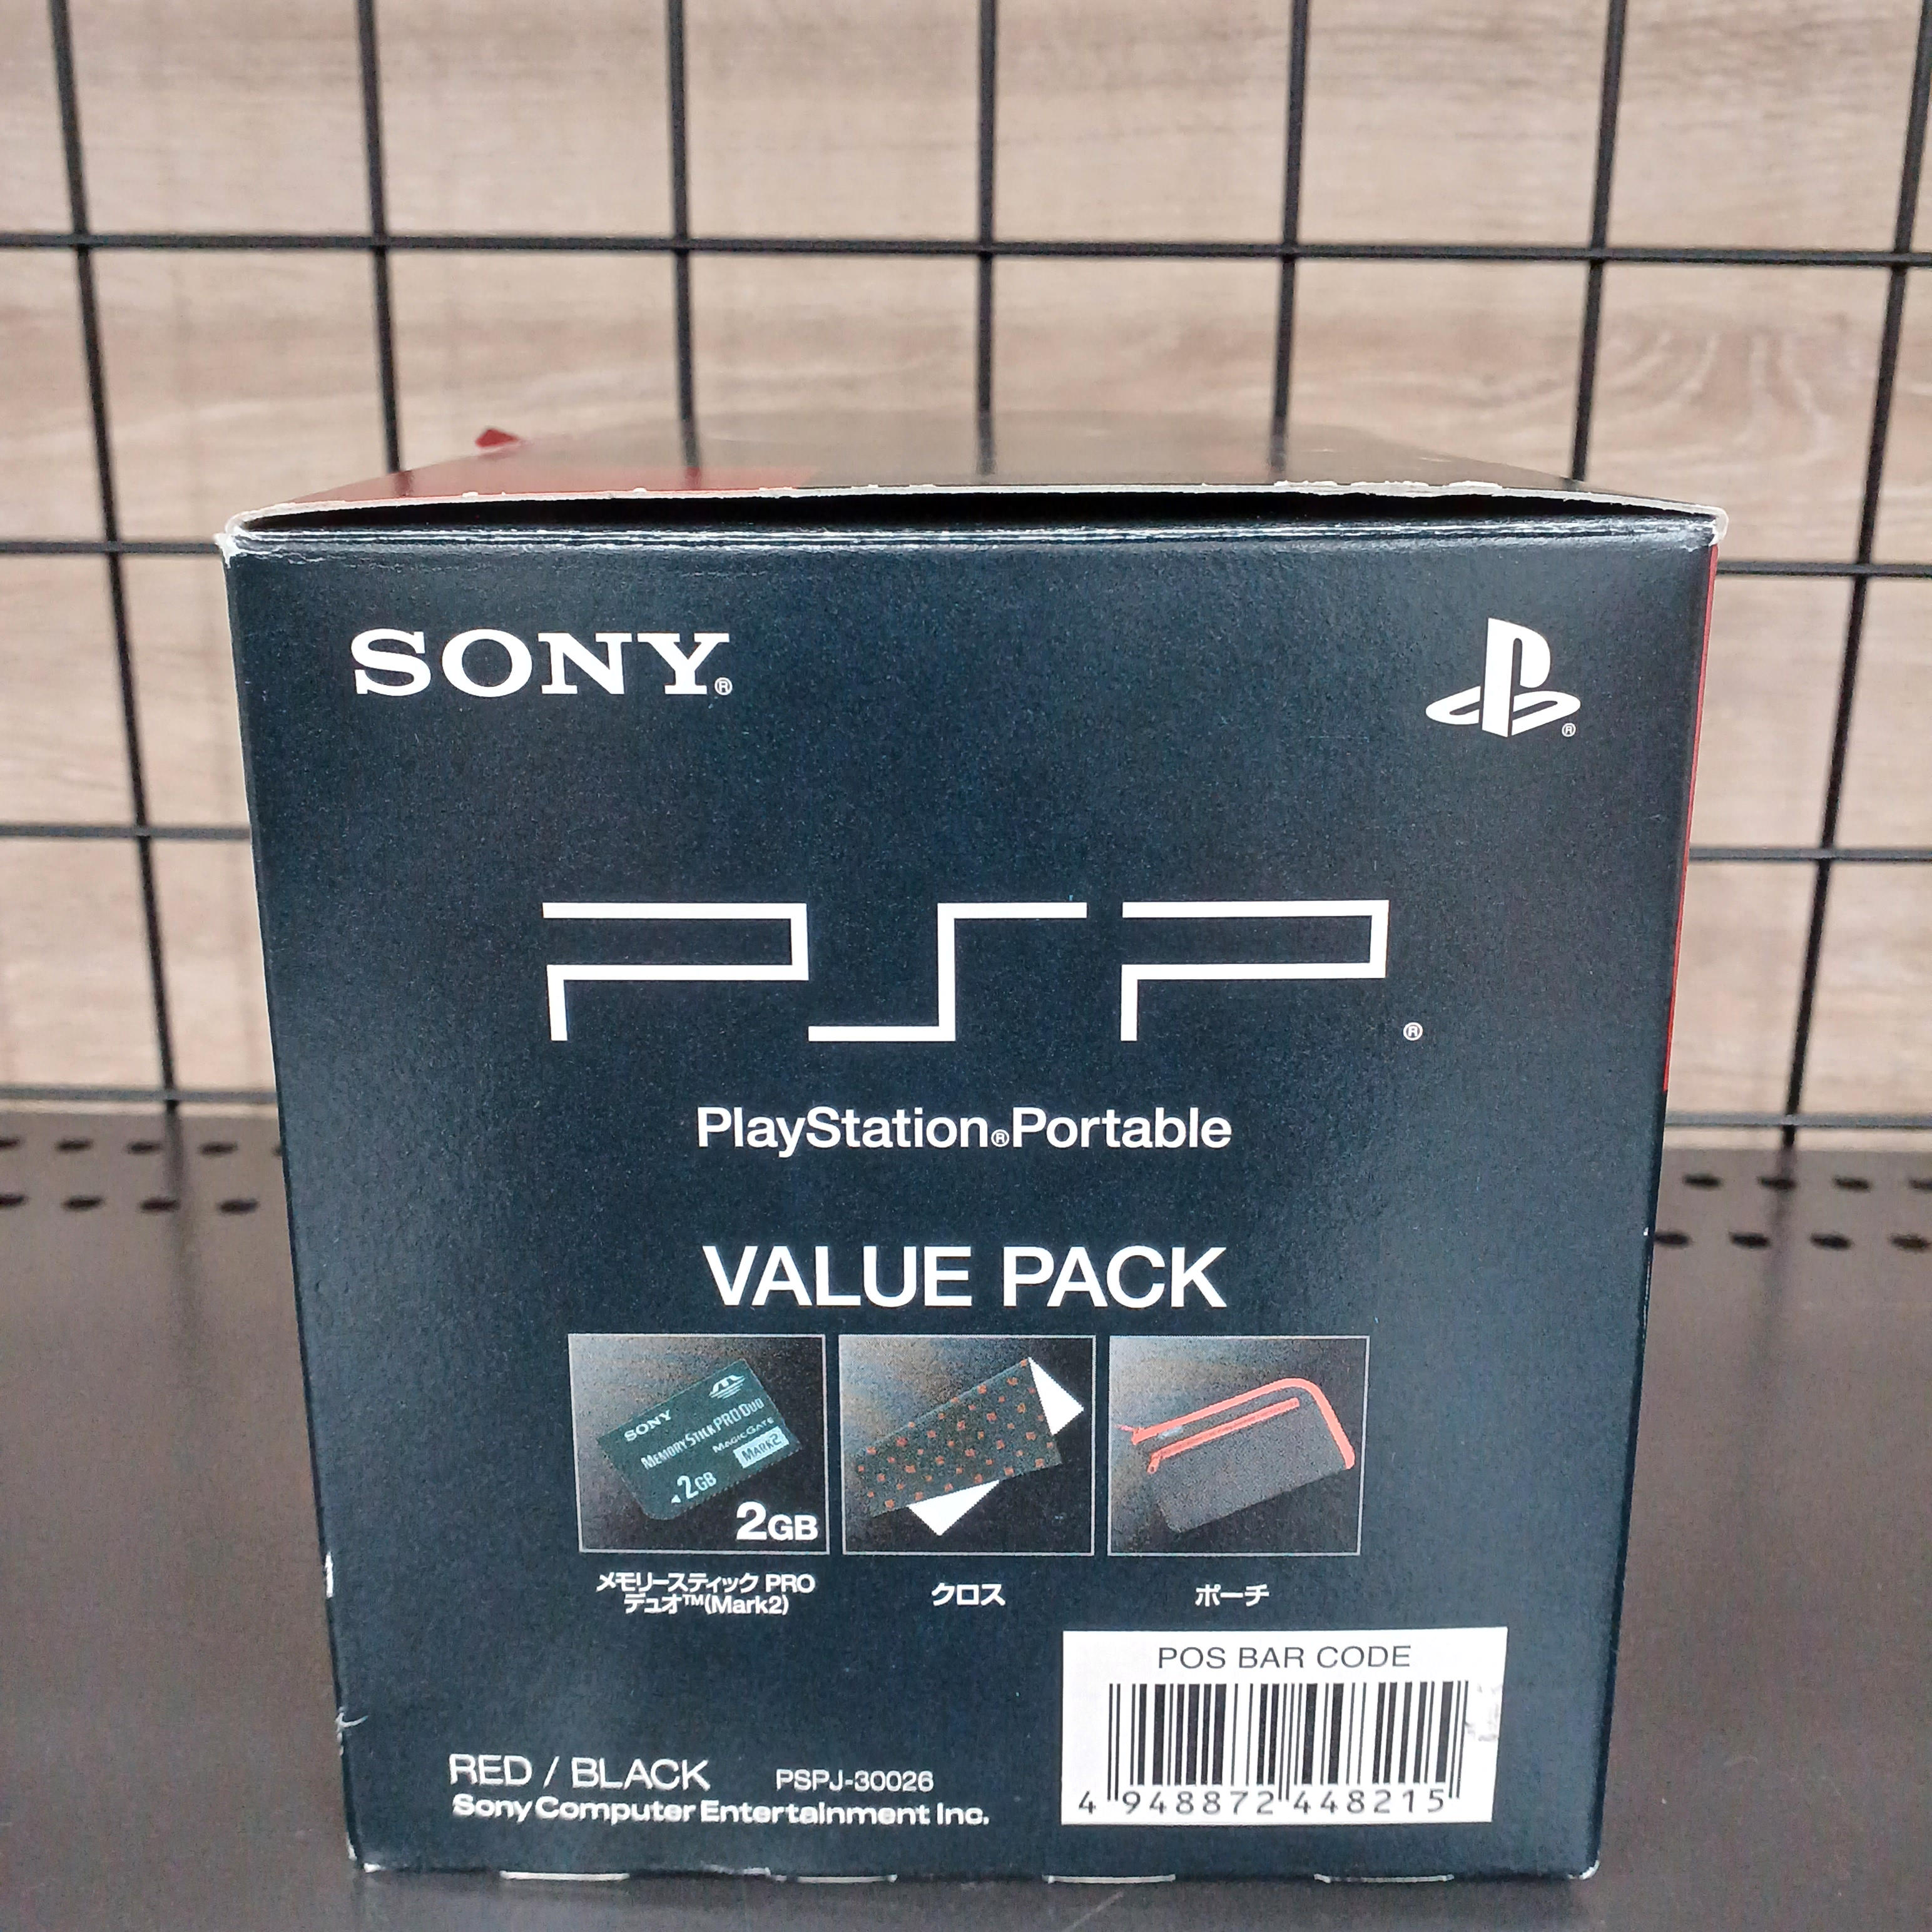 SONY®
PSP®
PlayStation®Portable
VALUE PACK
SONY
MEMORY STICK PRO DUO
MAGICGATE
MARK2
2GB
2GB
メモリースティック PRO
デュオ™(Mark2)
クロス
ポーチ
POS BAR CODE
4 948872 448215
RED / BLACK PSPJ-30026
Sony Computer Entertainment Inc.